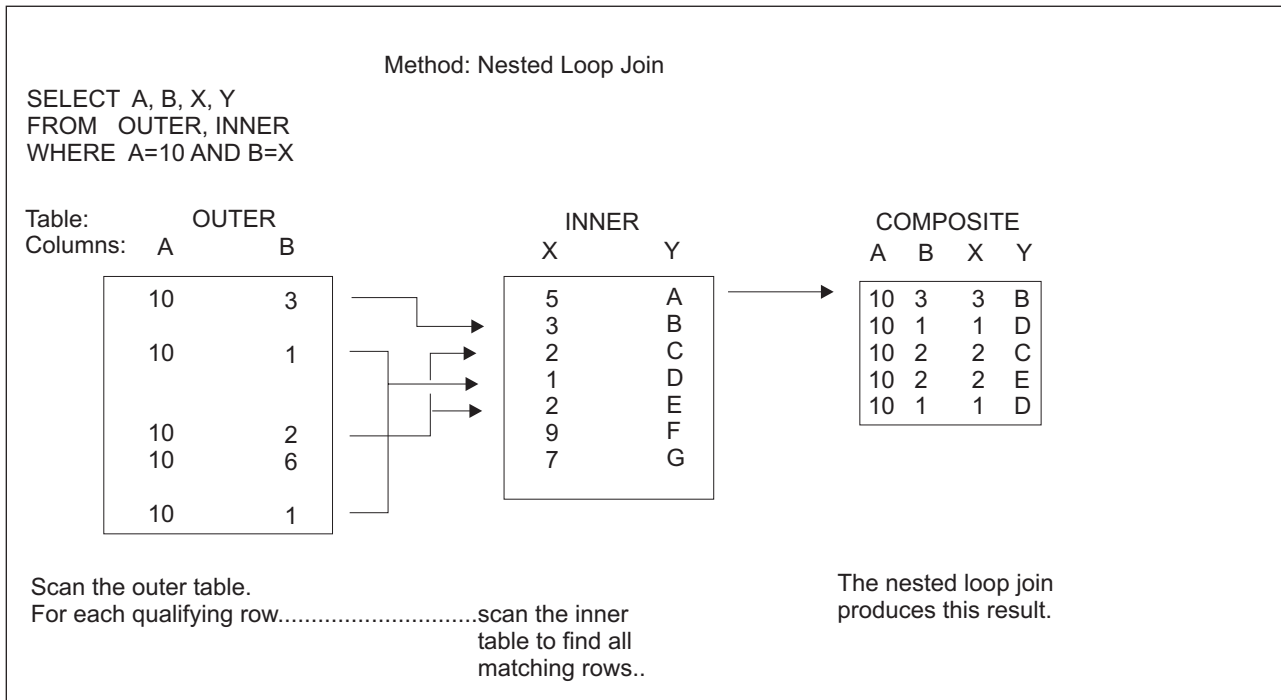 Method: Nested Loop Join
SELECT A, B, X, Y
FROM OUTER, INNER
WHERE A=10 AND B=X
Table: OUTER INNER COMPOSITE
Columns: A B X Y A B X Y
10 3 5 A 10 3 3 B
3 B 10 1 1 D
10 1 2 C 10 2 2 C
1 D 10 2 2 E
2 E 10 1 1 D
10 2 9 F
10 6 7 G
10 1
Scan the outer table.
For each qualifying row..............................scan the inner
table to find all
matching rows..
The nested loop join
produces this result.